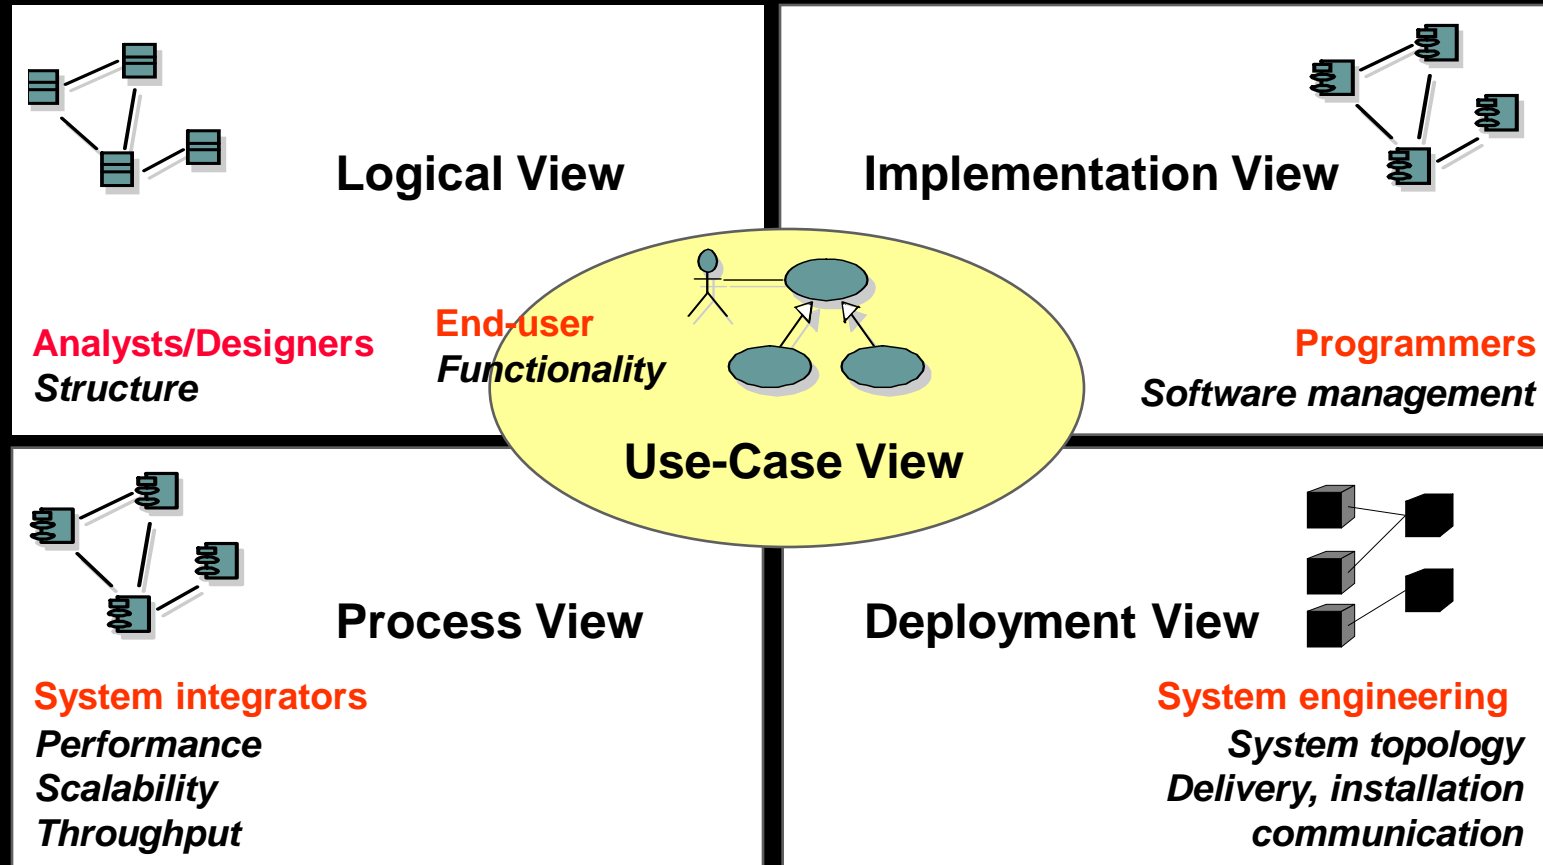 Logical View
Analysts/Designers
Structure
Implementation View
Programmers
Software management
End-user
Functionality
Use-Case View
Process View
System integrators
Performance
Scalability
Throughput
Deployment View
System engineering
System topology
Delivery, installation
communication